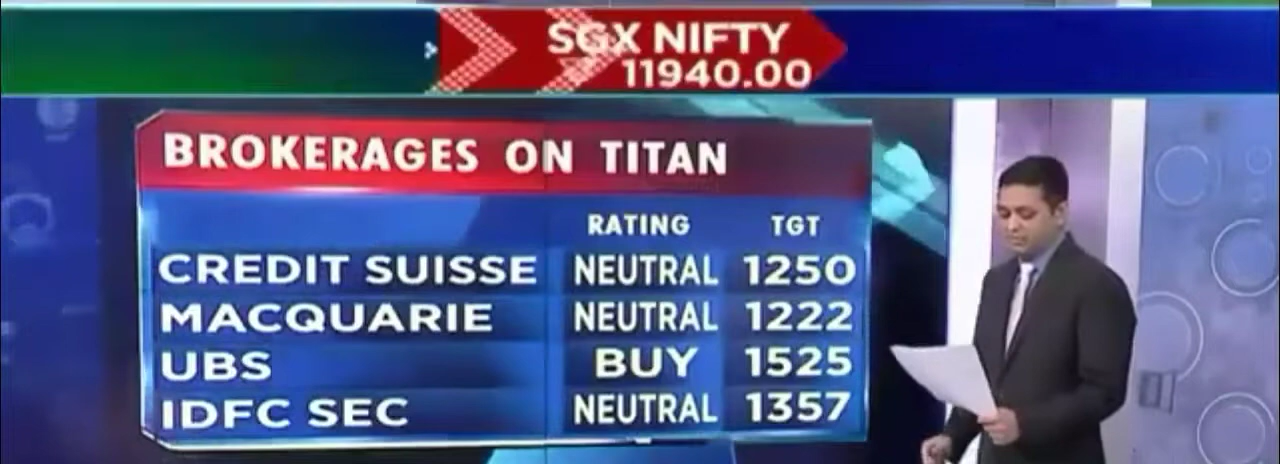 SGX NIFTY
11940.00
BROKERAGES ON TITAN
RATING TGT
CREDIT SUISSE NEUTRAL 1250
MACQUARIE NEUTRAL 1222
UBS BUY 1525
IDFC SEC NEUTRAL 1357